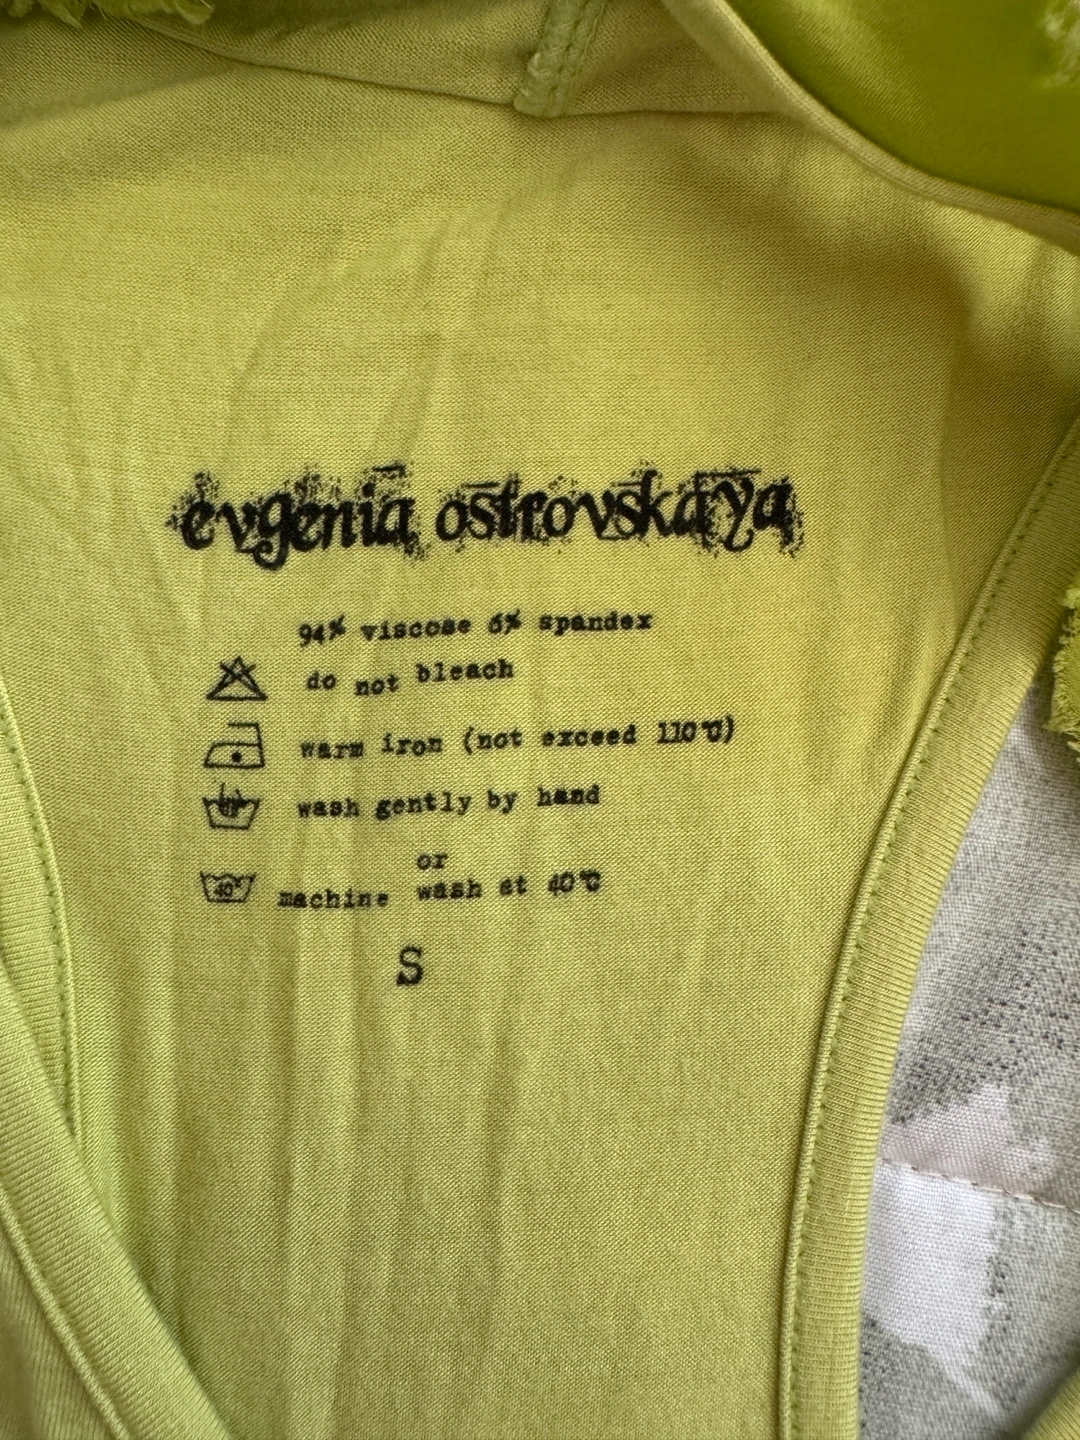 evgenia ostrovskaya
94% viscose 6% spandex
do not bleach
warm iron (not exceed 110℃)
wash gently by hand
or
40° machine wash at 40℃
S